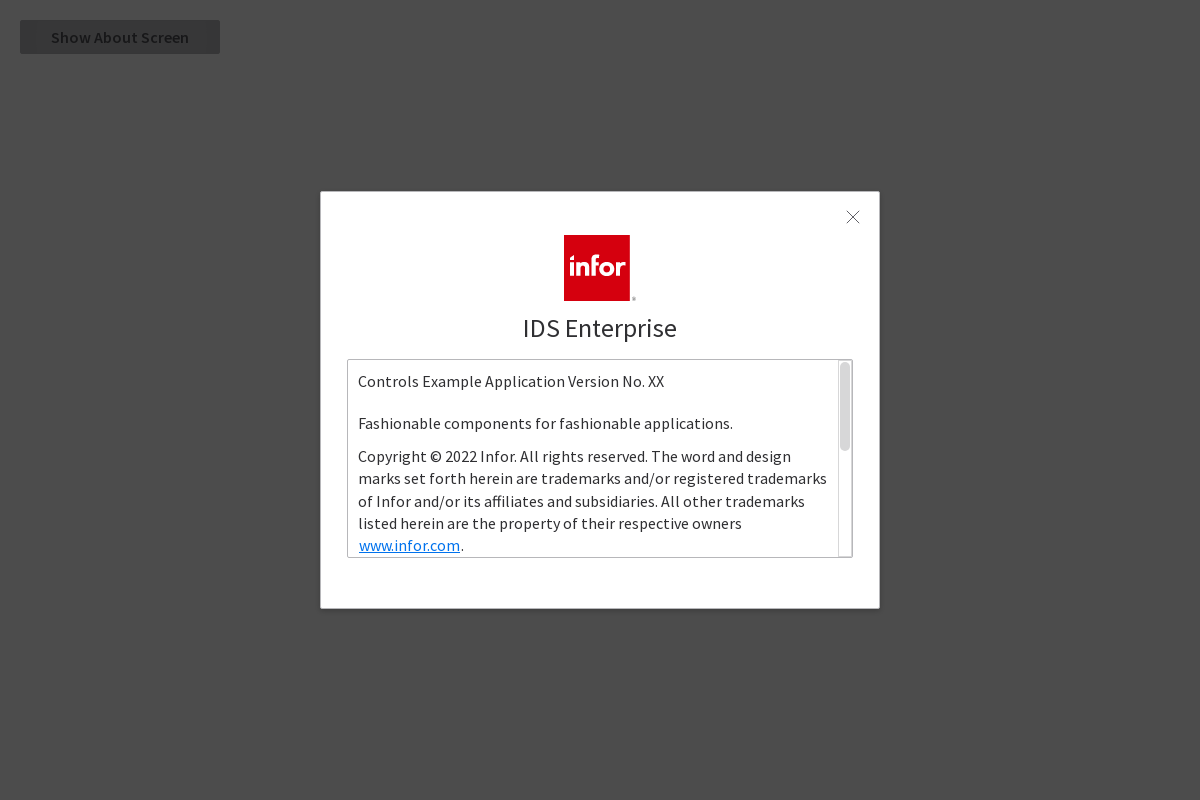 Show About Screen
infor
IDS Enterprise
Controls Example Application Version No. XX
Fashionable components for fashionable applications.
Copyright © 2022 Infor. All rights reserved. The word and design
marks set forth herein are trademarks and/or registered trademarks
of Infor and/or its affiliates and subsidiaries. All other trademarks
listed herein are the property of their respective owners
www.infor.com.